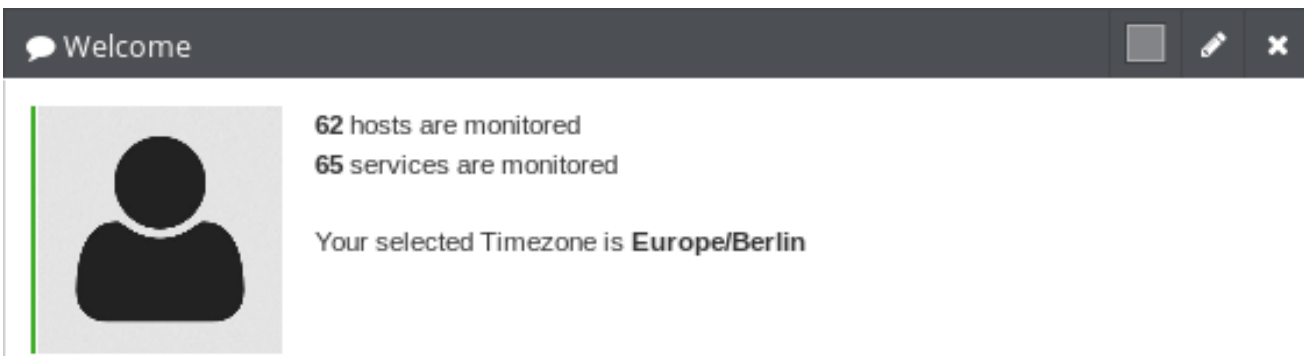 Welcome
62 hosts are monitored
65 services are monitored
Your selected Timezone is Europe/Berlin